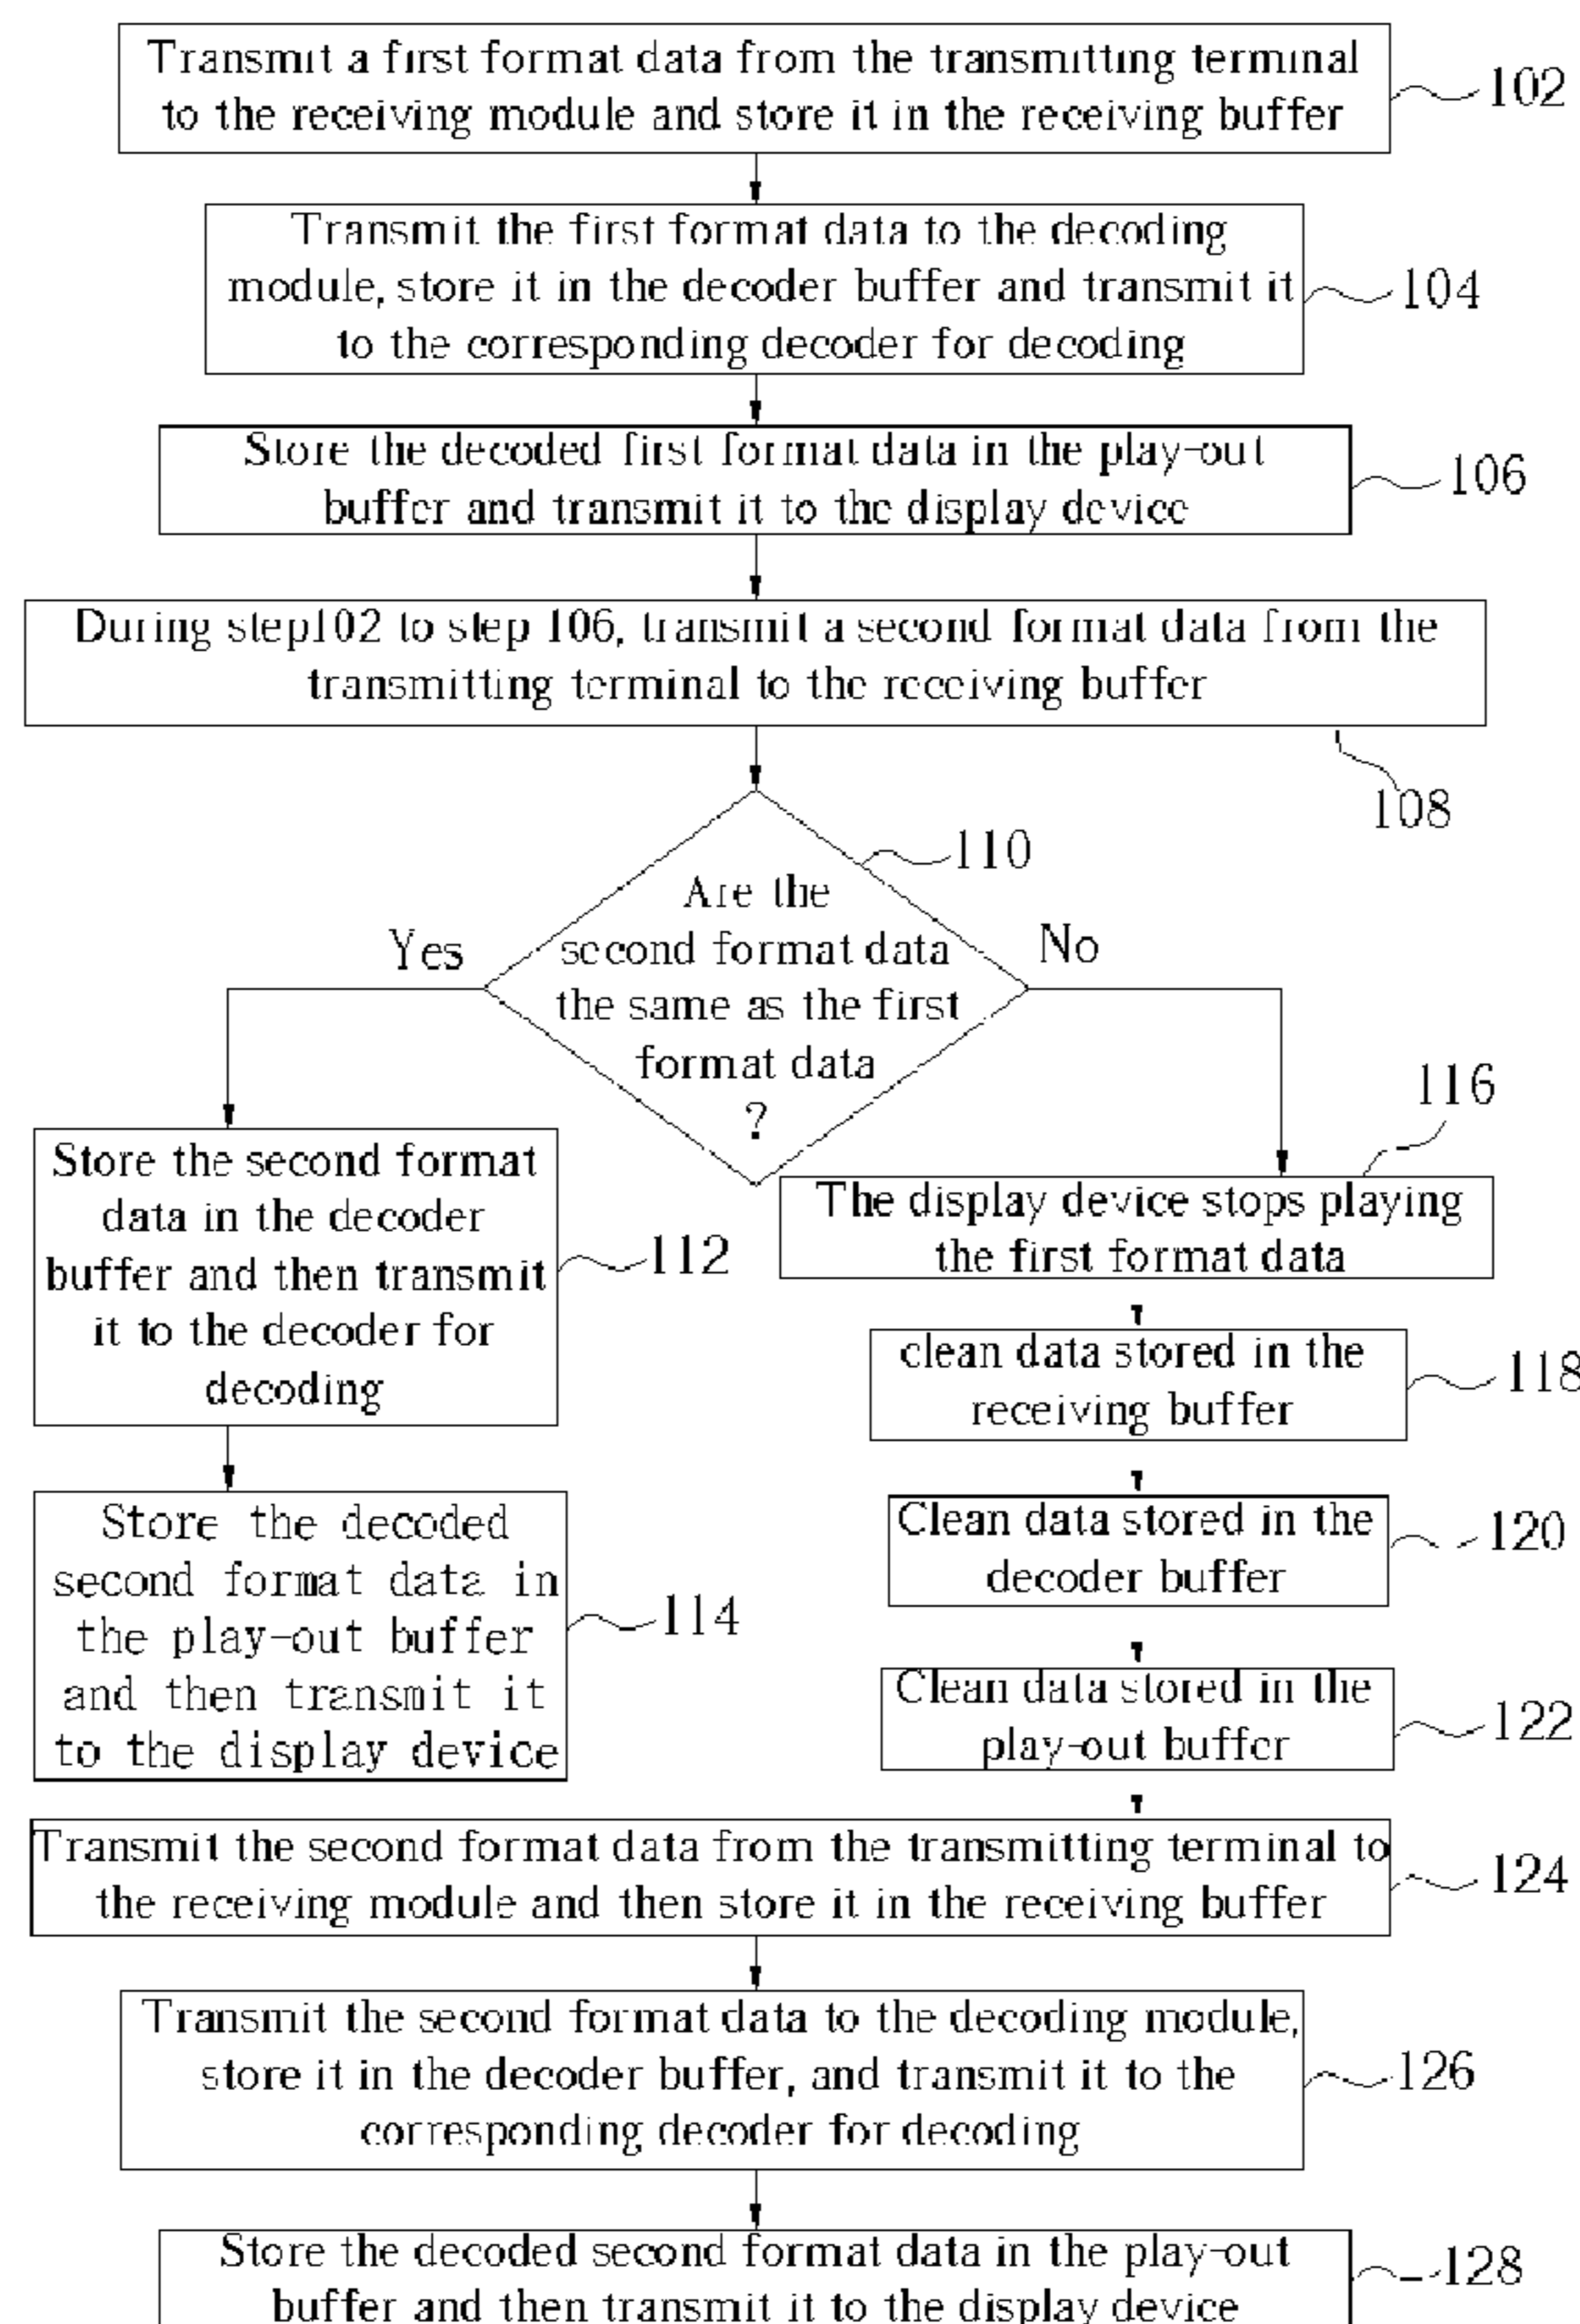 Transmit a first format data from the transmitting terminal
to the receiving module and store it in the receiving buffer
102
Transmit the first format data to the decoding
module, store it in the decoder buffer and transmit it
to the corresponding decoder for decoding
104
Store the decoded first format data in the play-out
buffer and transmit it to the display device
106
During step102 to step 106, transmit a second format data from the
transmitting terminal to the receiving buffer
108
110
Are the
second format data
the same as the first
format data
?
Yes
No
Store the second format
data in the decoder
buffer and then transmit
it to the decoder for
decoding
112
Store the decoded
second format data in
the play-out buffer
and then transmit it
to the display device
114
116
The display device stops playing
the first format data
clean data stored in the
receiving buffer
118
Clean data stored in the
decoder buffer
120
Clean data stored in the
play-out buffer
122
Transmit the second format data from the transmitting terminal to
the receiving module and then store it in the receiving buffer
124
Transmit the second format data to the decoding module,
store it in the decoder buffer, and transmit it to the
corresponding decoder for decoding
126
Store the decoded second format data in the play-out
buffer and then transmit it to the display device
128